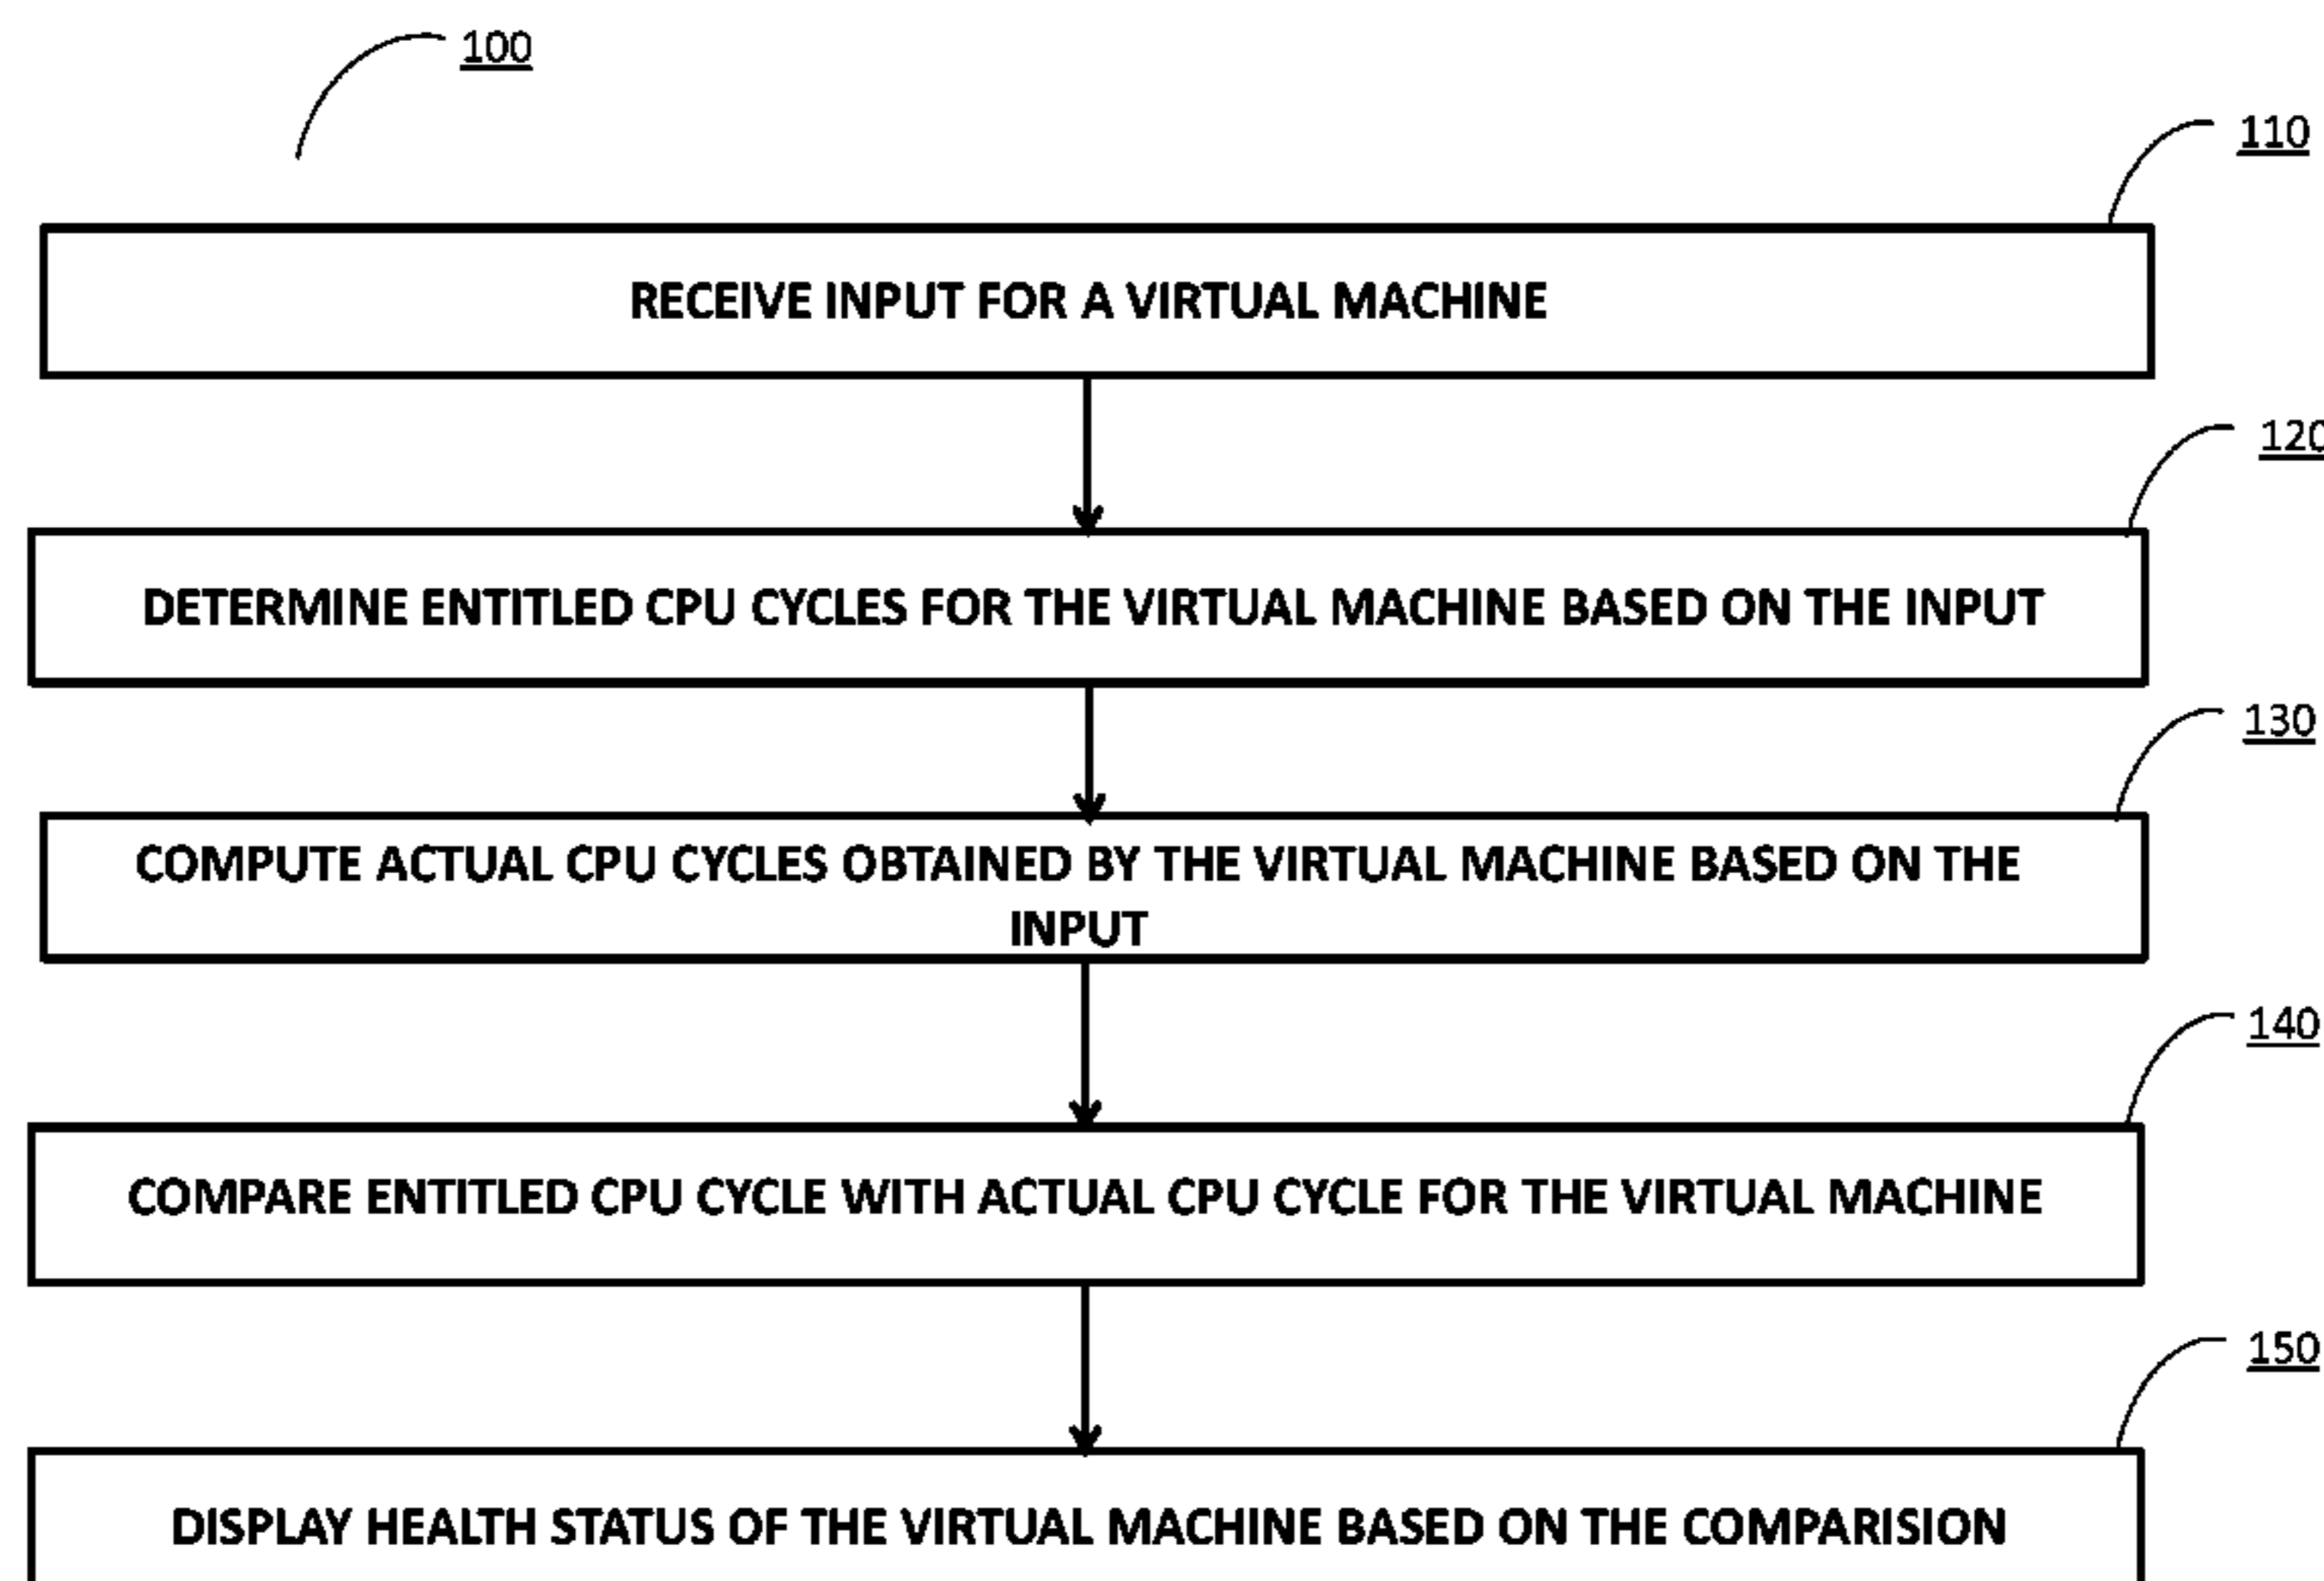 100
110
RECEIVE INPUT FOR A VIRTUAL MACHINE
120
DETERMINE ENTITLED CPU CYCLES FOR THE VIRTUAL MACHINE BASED ON THE INPUT
130
COMPUTE ACTUAL CPU CYCLES OBTAINED BY THE VIRTUAL MACHINE BASED ON THE
INPUT
140
COMPARE ENTITLED CPU CYCLE WITH ACTUAL CPU CYCLE FOR THE VIRTUAL MACHINE
150
DISPLAY HEALTH STATUS OF THE VIRTUAL MACHINE BASED ON THE COMPARISION